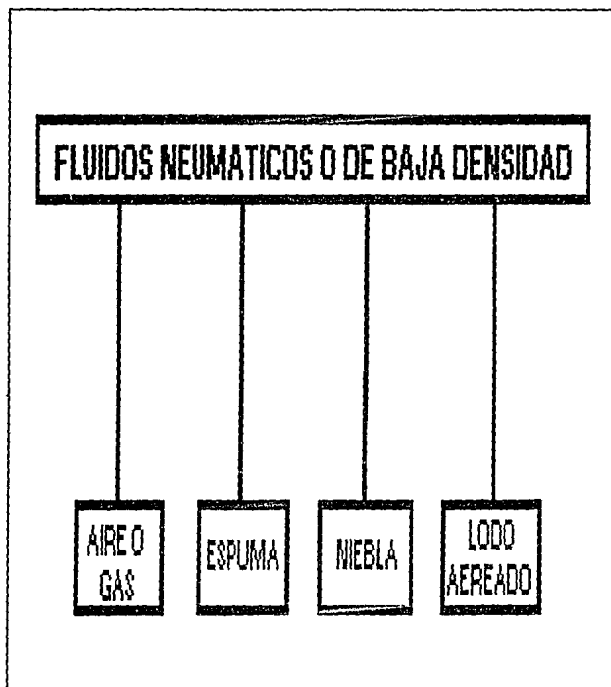 FLUIDOS NEUMATICOS O DE BAJA DENSIDAD
AIRE O
GAS
ESPUMA
NIEBLA
LODO
AEREADO